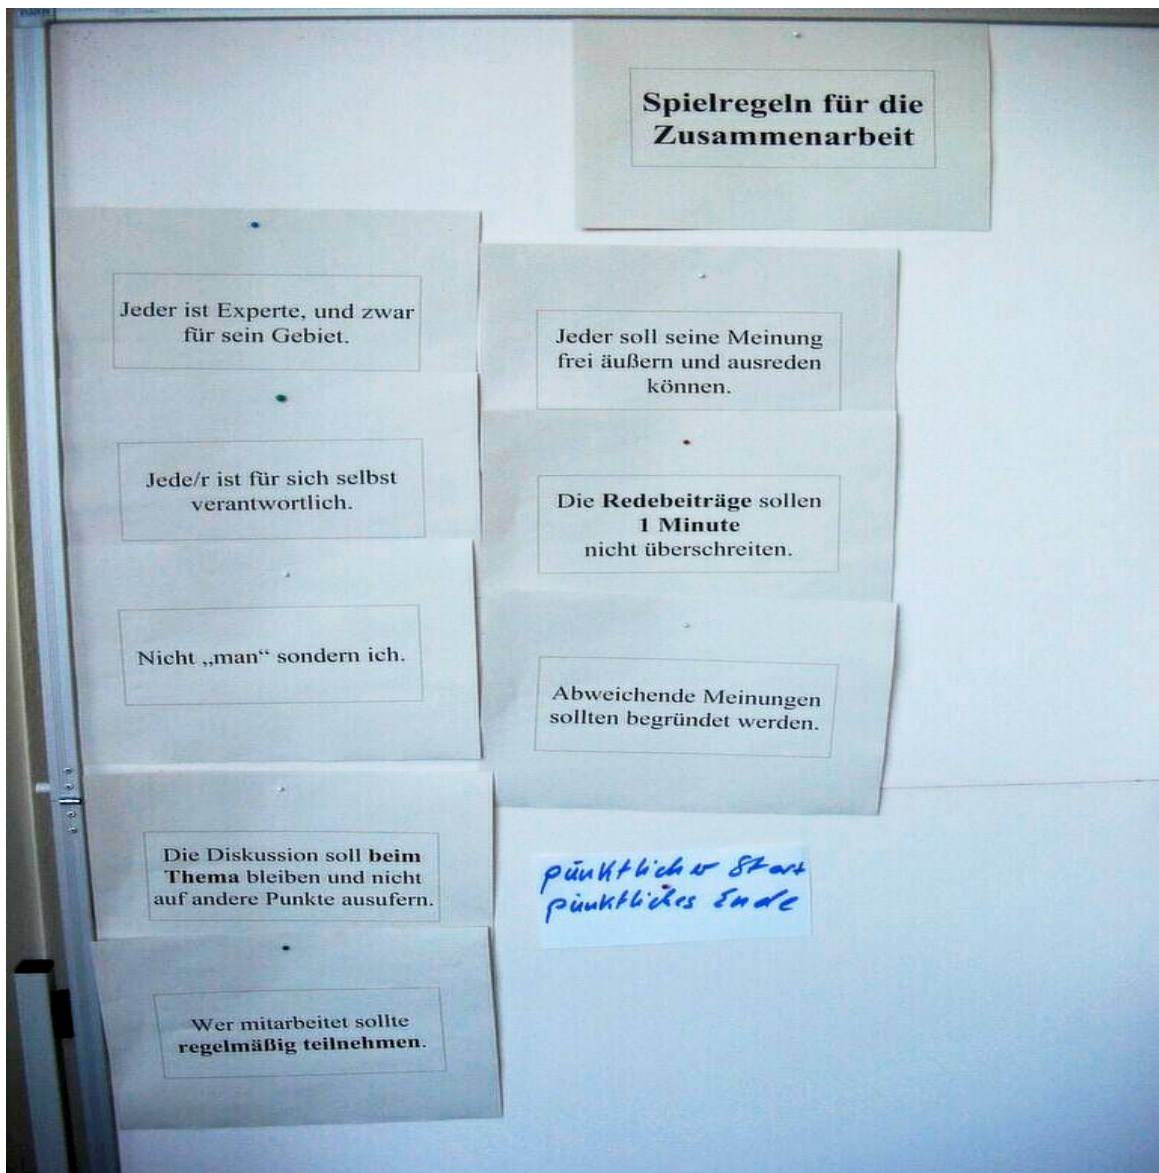 Spielregeln für die
Zusammenarbeit
Jeder ist Experte, und zwar
für sein Gebiet.
Jede/r ist für sich selbst
verantwortlich.
Nicht „man“ sondern ich.
Die Diskussion soll beim
Thema bleiben und nicht
auf andere Punkte ausufern.
Wer mitarbeitet sollte
regelmäßig teilnehmen.
Jeder soll seine Meinung
frei äußern und ausreden
können.
Die Redebeiträge sollen
1 Minute
nicht überschreiten.
Abweichende Meinungen
sollten begründet werden.
pünktlicher Start
pünktliches Ende